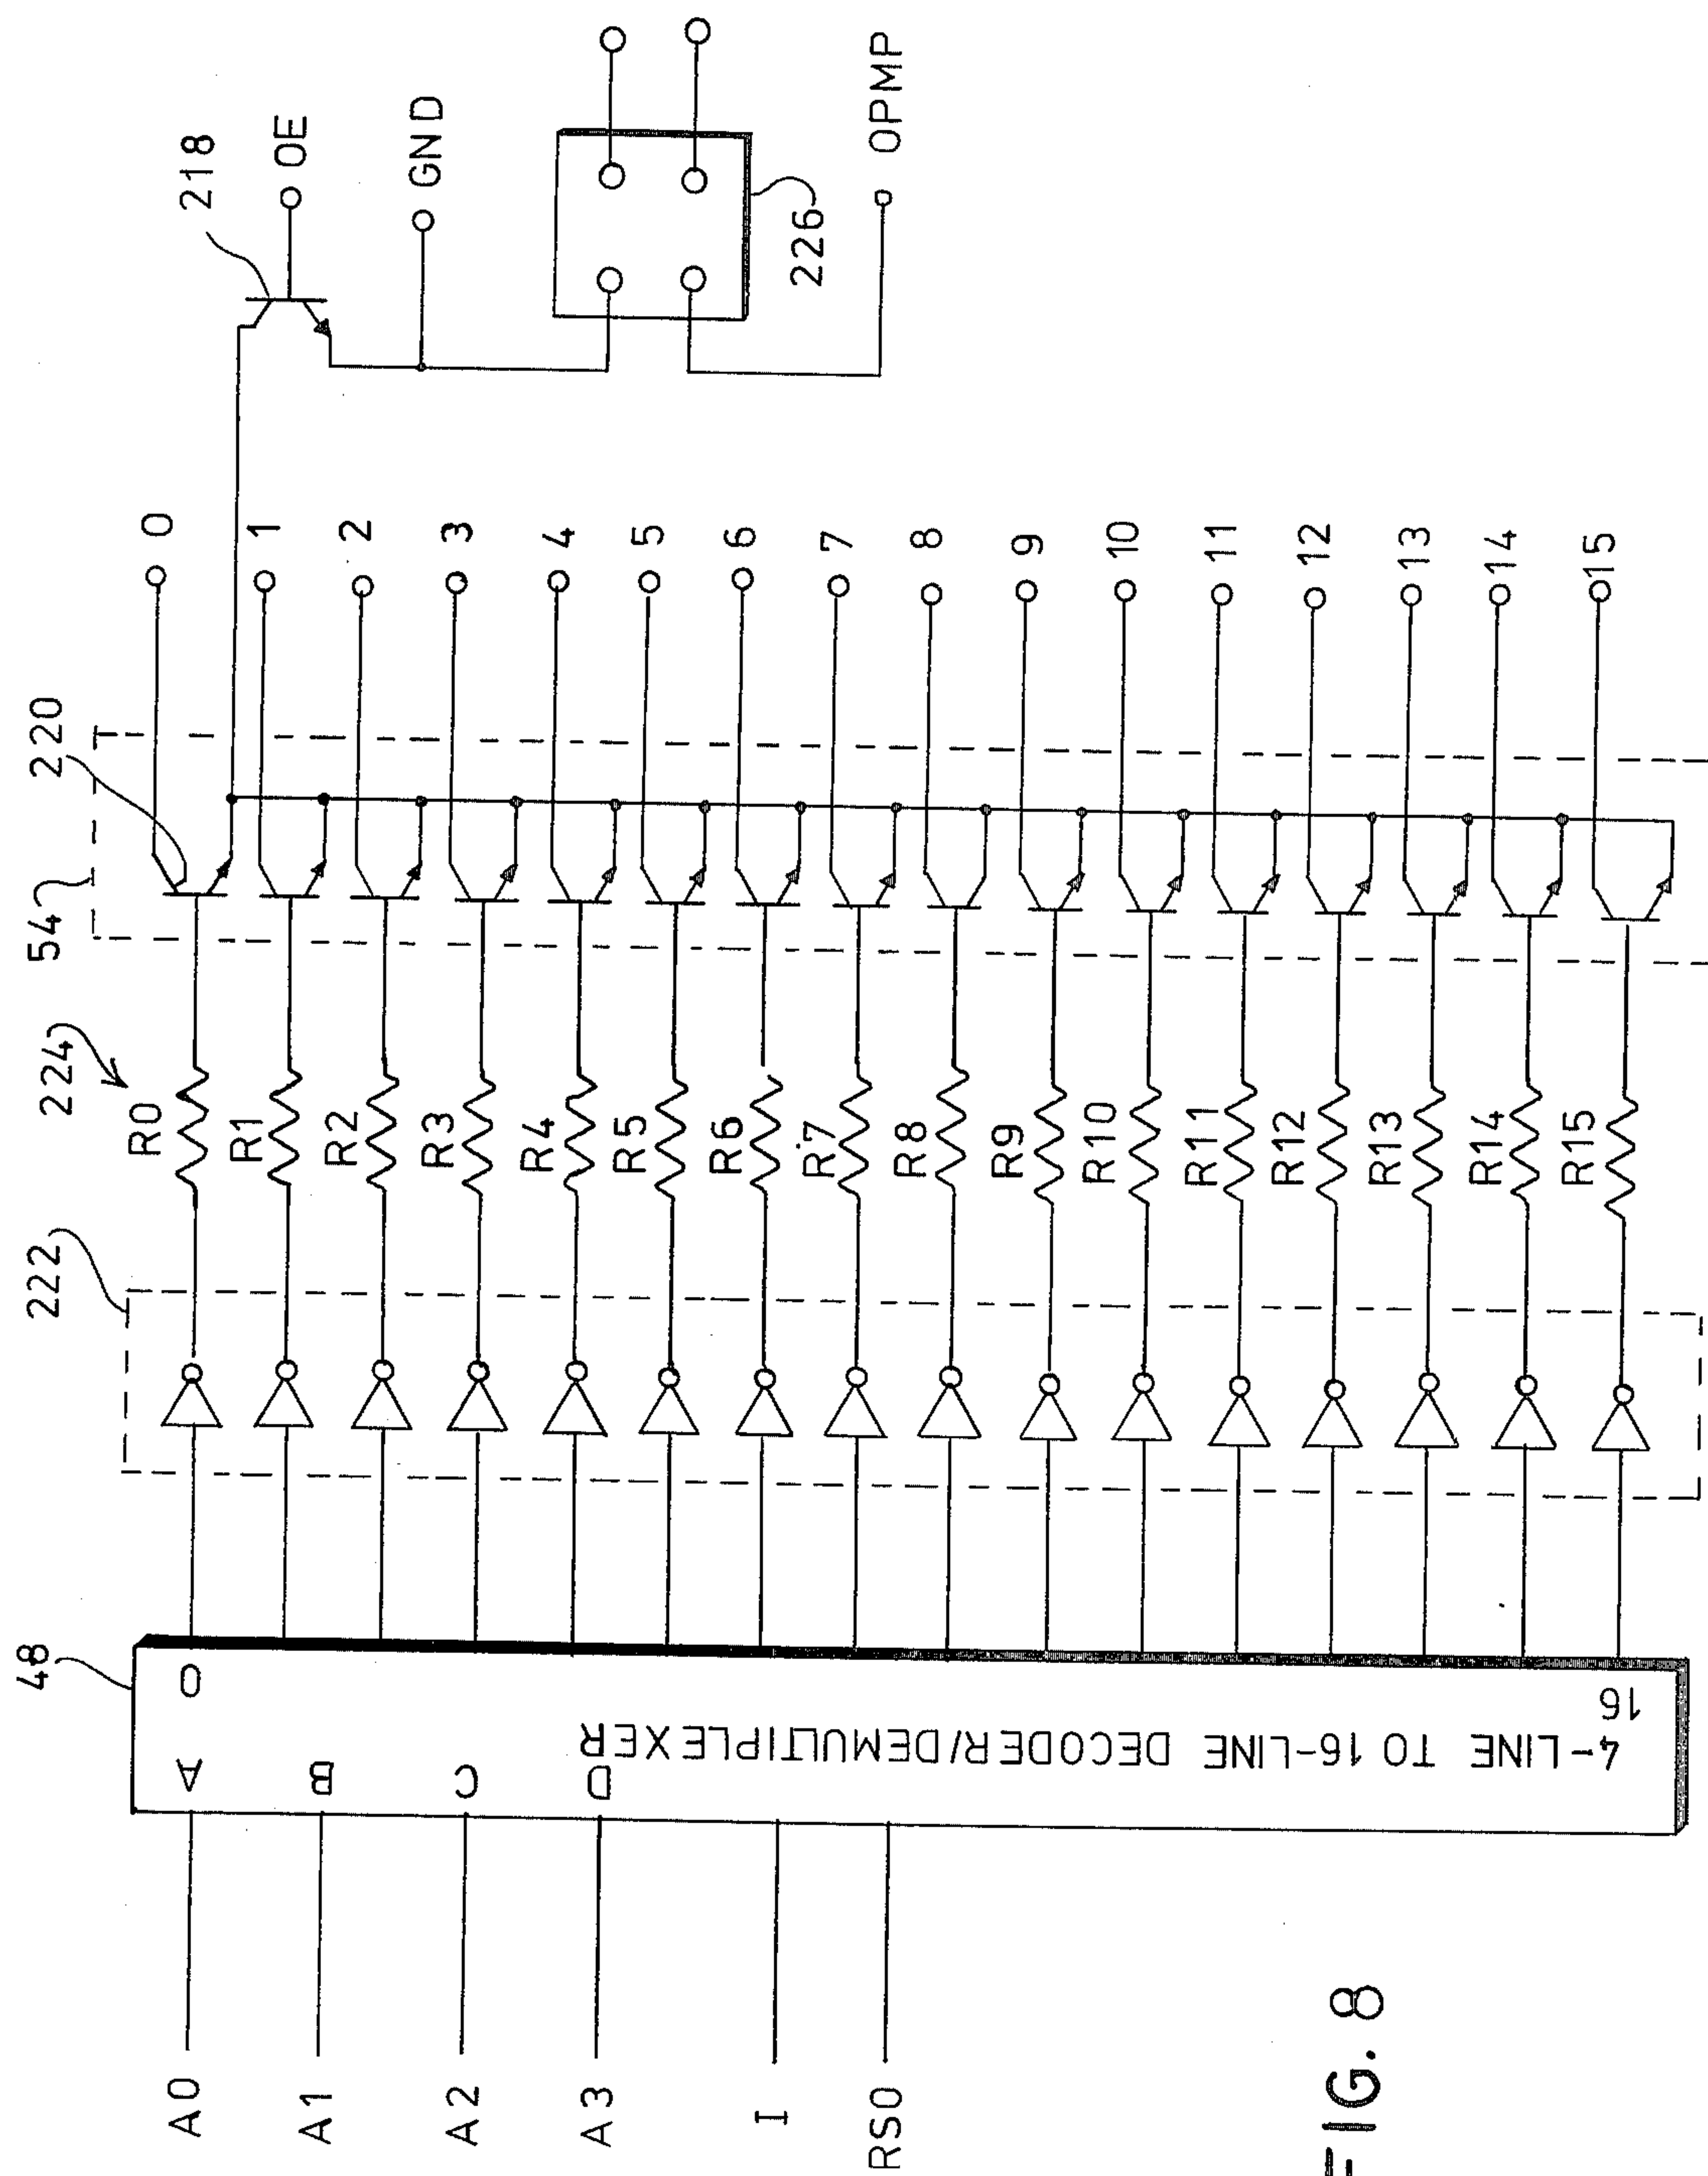 48
A0
A1
A2
A3
I
RS0
A
B
C
D
0
16
4-LINE TO 16-LINE DECODER/DEMULTIPLEXER
222
224
R0
R1
R2
R3
R4
R5
R6
R7
R8
R9
R10
R11
R12
R13
R14
R15
54
220
0
1
2
3
4
5
6
7
8
9
10
11
12
13
14
15
218
OE
GND
226
OPMP
FIG. 8